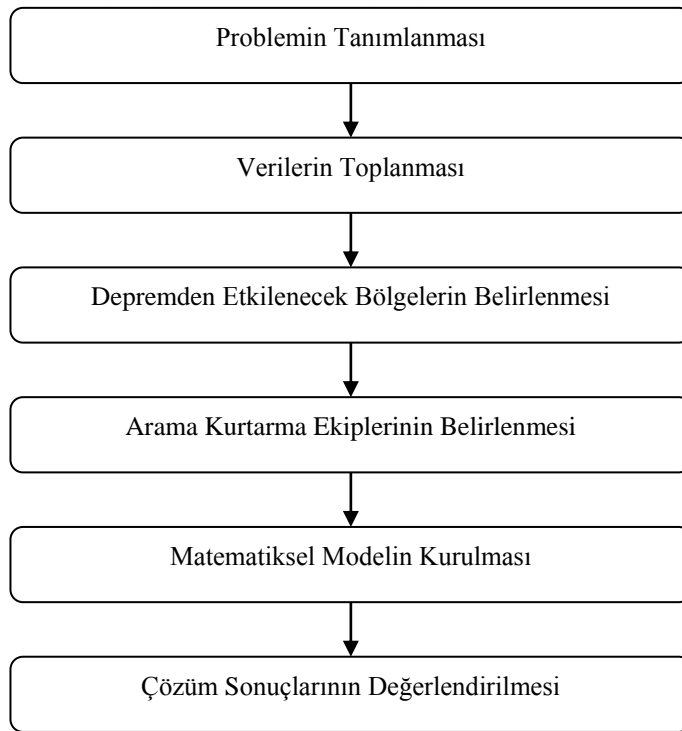 Problemin Tanımlanması
Verilerin Toplanması
Depremden Etkilenecek Bölgelerin Belirlenmesi
Arama Kurtarma Ekiplerinin Belirlenmesi
Matematiksel Modelin Kurulması
Çözüm Sonuçlarının Değerlendirilmesi